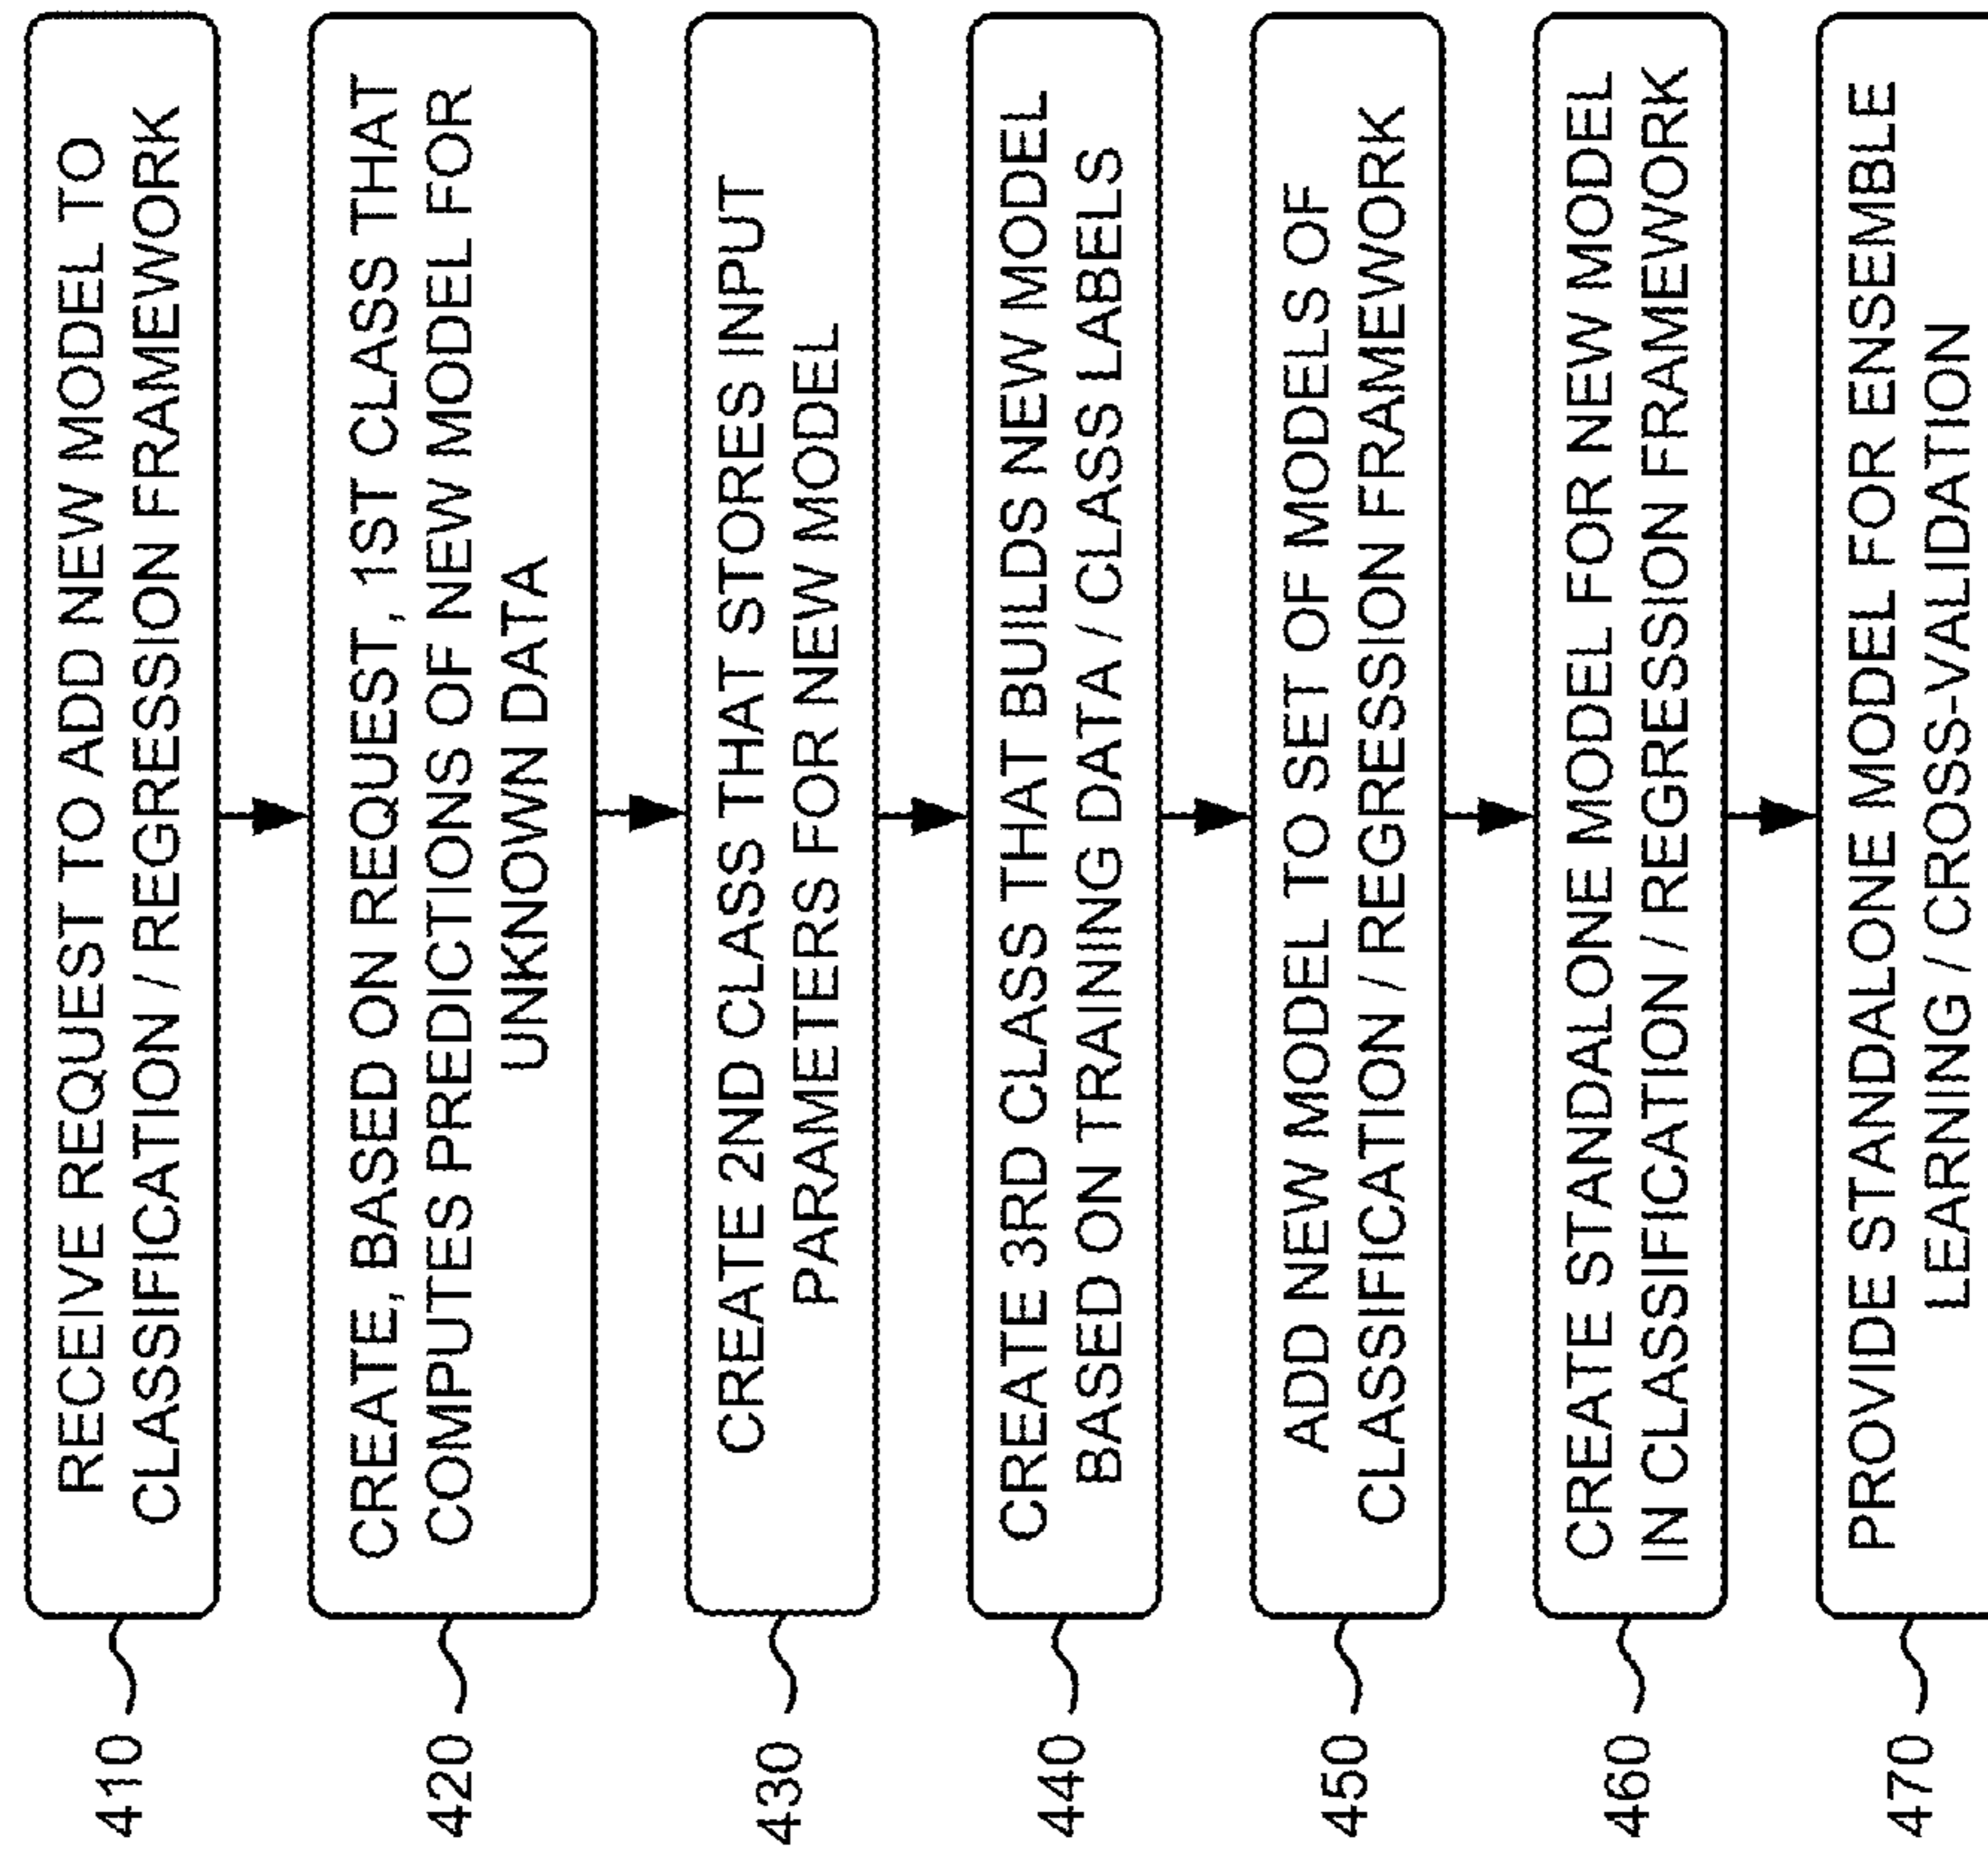 410
RECEIVE REQUEST TO ADD NEW MODEL TO
CLASSIFICATION / REGRESSION FRAMEWORK
420
CREATE, BASED ON REQUEST, 1ST CLASS THAT
COMPUTES PREDICTIONS OF NEW MODEL FOR
UNKNOWN DATA
430
CREATE 2ND CLASS THAT STORES INPUT
PARAMETERS FOR NEW MODEL
440
CREATE 3RD CLASS THAT BUILDS NEW MODEL
BASED ON TRAINING DATA / CLASS LABELS
450
ADD NEW MODEL TO SET OF MODELS OF
CLASSIFICATION / REGRESSION FRAMEWORK
460
CREATE STANDALONE MODEL FOR NEW MODEL
IN CLASSIFICATION / REGRESSION FRAMEWORK
470
PROVIDE STANDALONE MODEL FOR ENSEMBLE
LEARNING / CROSS-VALIDATION